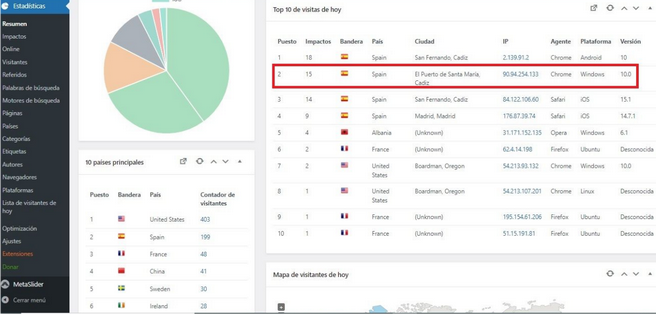 Estadísticas
Resumen
Impactos
Online
Visitantes
Referidos
Palabras de búsqueda
Motores de búsqueda
Páginas
Países
Categorías
Etiquetas
Autores
Navegadores
Plataformas
Lista de visitantes de
hoy
Optimización
Ajustes
Extensiones
Donar
MetaSlider
Cerrar menú
10 países principales
Puesto Bandera País Contador de
visitantes
1 United States 403
2 Spain 199
3 France 48
4 China 41
5 Sweden 30
6 Ireland 28
Top 10 de visitas de hoy
Puesto Impactos Bandera País Ciudad IP Agente Plataforma Versión
1 18 Spain San Fernando, Cadiz 2.139.91.2 Chrome Android 10
2 15 Spain El Puerto de Santa María,
Cadiz 90.94.254.133 Chrome Windows 10.0
3 14 Spain San Fernando, Cadiz 84.122.106.60 Safari iOS 15.1
4 9 Spain Madrid, Madrid 176.87.39.74 Safari iOS 14.7.1
5 4 Albania (Unknown) 31.171.152.135 Opera Windows 6.1
6 2 France (Unknown) 62.4.14.198 Firefox Ubuntu Desconocida
7 2 United
States Boardman, Oregon 54.213.93.132 Chrome Windows 10.0
8 1 United
States Boardman, Oregon 54.213.107.201 Chrome Linux Desconocida
9 1 France (Unknown) 195.154.61.206 Firefox Ubuntu Desconocida
10 1 France (Unknown) 51.15.191.81 Firefox Ubuntu Desconocida
Mapa de visitantes de hoy